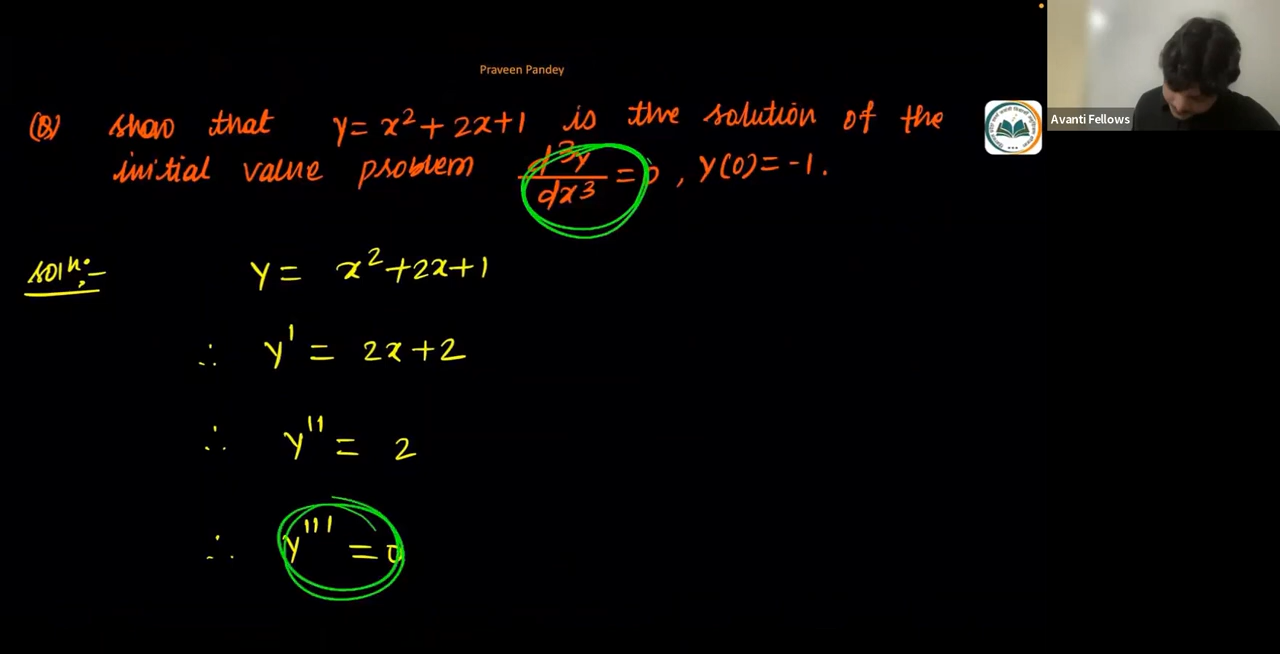 Praveen Pandey
(Q) show that y = x² + 2x + 1 is the solution of the
initial value problem d³y/dx³ = 0, y(0) = -1.
Avanti Fellows
Soln:-
y = x² + 2x + 1
∴ y' = 2x + 2
∴ y'' = 2
∴ y''' = 0